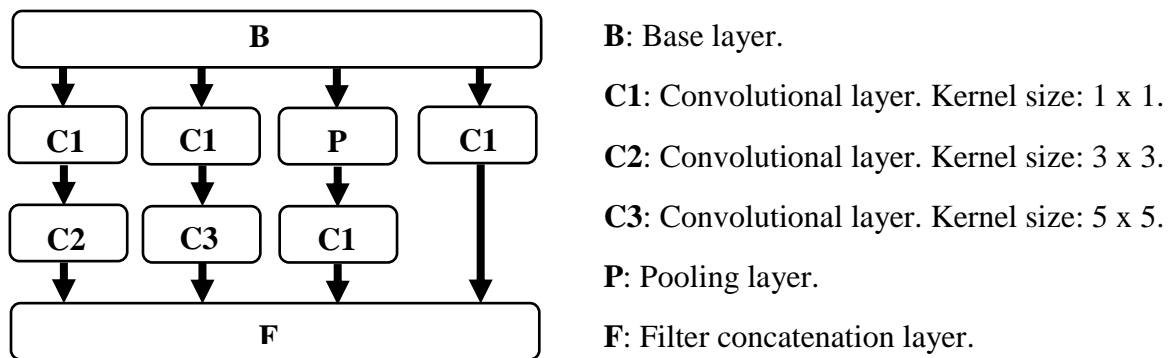 B
C1 C1 P C1
C2 C3 C1
F
B: Base layer.
C1: Convolutional layer. Kernel size: 1 x 1.
C2: Convolutional layer. Kernel size: 3 x 3.
C3: Convolutional layer. Kernel size: 5 x 5.
P: Pooling layer.
F: Filter concatenation layer.